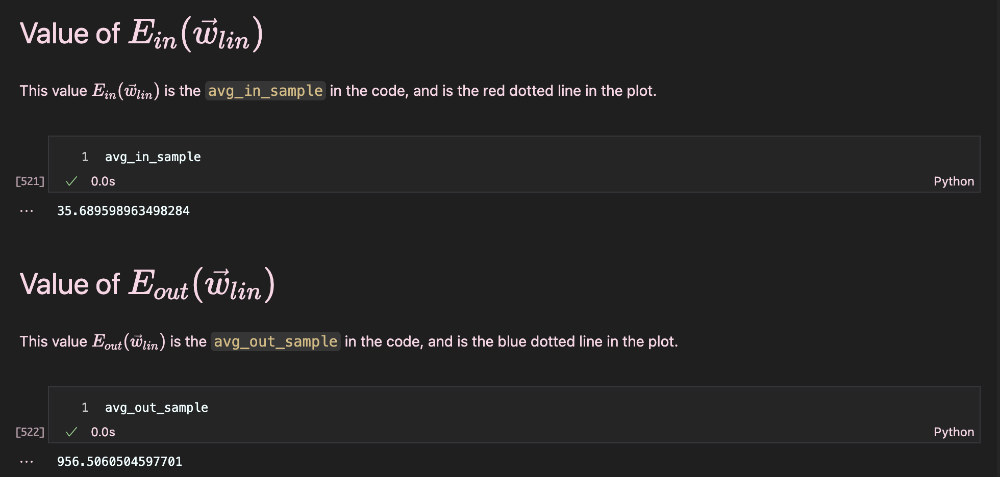 Value of $E_{in}(\vec{w}_{lin})$
This value $E_{in}(\vec{w}_{lin})$ is the avg_in_sample in the code, and is the red dotted line in the plot.
1 avg_in_sample
[521] ✓ 0.0s Python
··· 35.689598963498284
Value of $E_{out}(\vec{w}_{lin})$
This value $E_{out}(\vec{w}_{lin})$ is the avg_out_sample in the code, and is the blue dotted line in the plot.
1 avg_out_sample
[522] ✓ 0.0s Python
··· 956.5060504597701